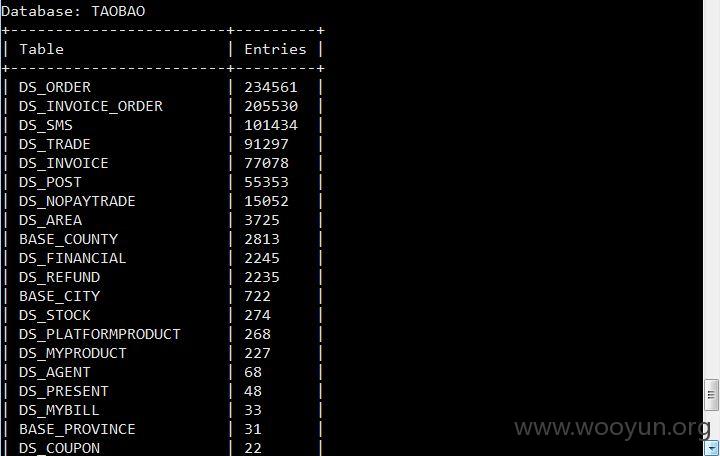 Database: TAOBAO
+------------------------+---------+
| Table                  | Entries |
+------------------------+---------+
| DS_ORDER               | 234561  |
| DS_INVOICE_ORDER       | 205530  |
| DS_SMS                 | 101434  |
| DS_TRADE               | 91297   |
| DS_INVOICE             | 77078   |
| DS_POST                | 55353   |
| DS_NOPAYTRADE          | 15052   |
| DS_AREA                | 3725    |
| BASE_COUNTY            | 2813    |
| DS_FINANCIAL           | 2245    |
| DS_REFUND              | 2235    |
| BASE_CITY              | 722     |
| DS_STOCK               | 274     |
| DS_PLATFORMPRODUCT     | 268     |
| DS_MYPRODUCT           | 227     |
| DS_AGENT               | 68      |
| DS_PRESENT             | 48      |
| DS_MYBILL              | 33      |
| BASE_PROVINCE          | 31      |
| DS_COUPON              | 22      |
www.wooyun.org